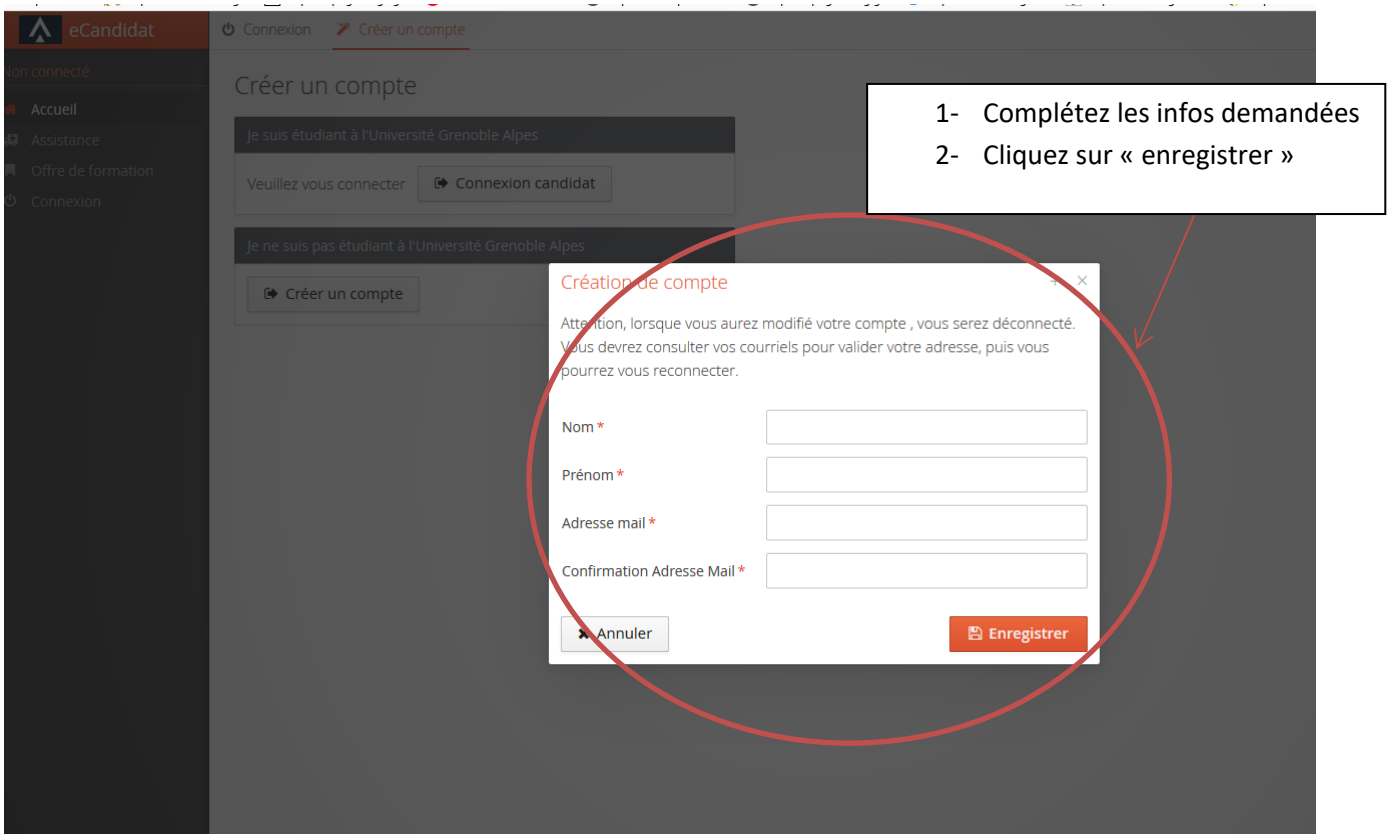 eCandidat
Connexion
Créer un compte
Non connecté
Accueil
Assistance
Offre de formation
Connexion
Créer un compte
Je suis étudiant à l'Université Grenoble Alpes
Veuillez vous connecter
Connexion candidat
Je ne suis pas étudiant à l'Université Grenoble Alpes
Créer un compte
1- Complétez les infos demandées
2- Cliquez sur « enregistrer »
Création de compte
Attention, lorsque vous aurez modifié votre compte , vous serez déconnecté.
Vous devrez consulter vos courriels pour valider votre adresse, puis vous
pourrez vous reconnecter.
Nom *
Prénom *
Adresse mail *
Confirmation Adresse Mail *
Annuler
Enregistrer